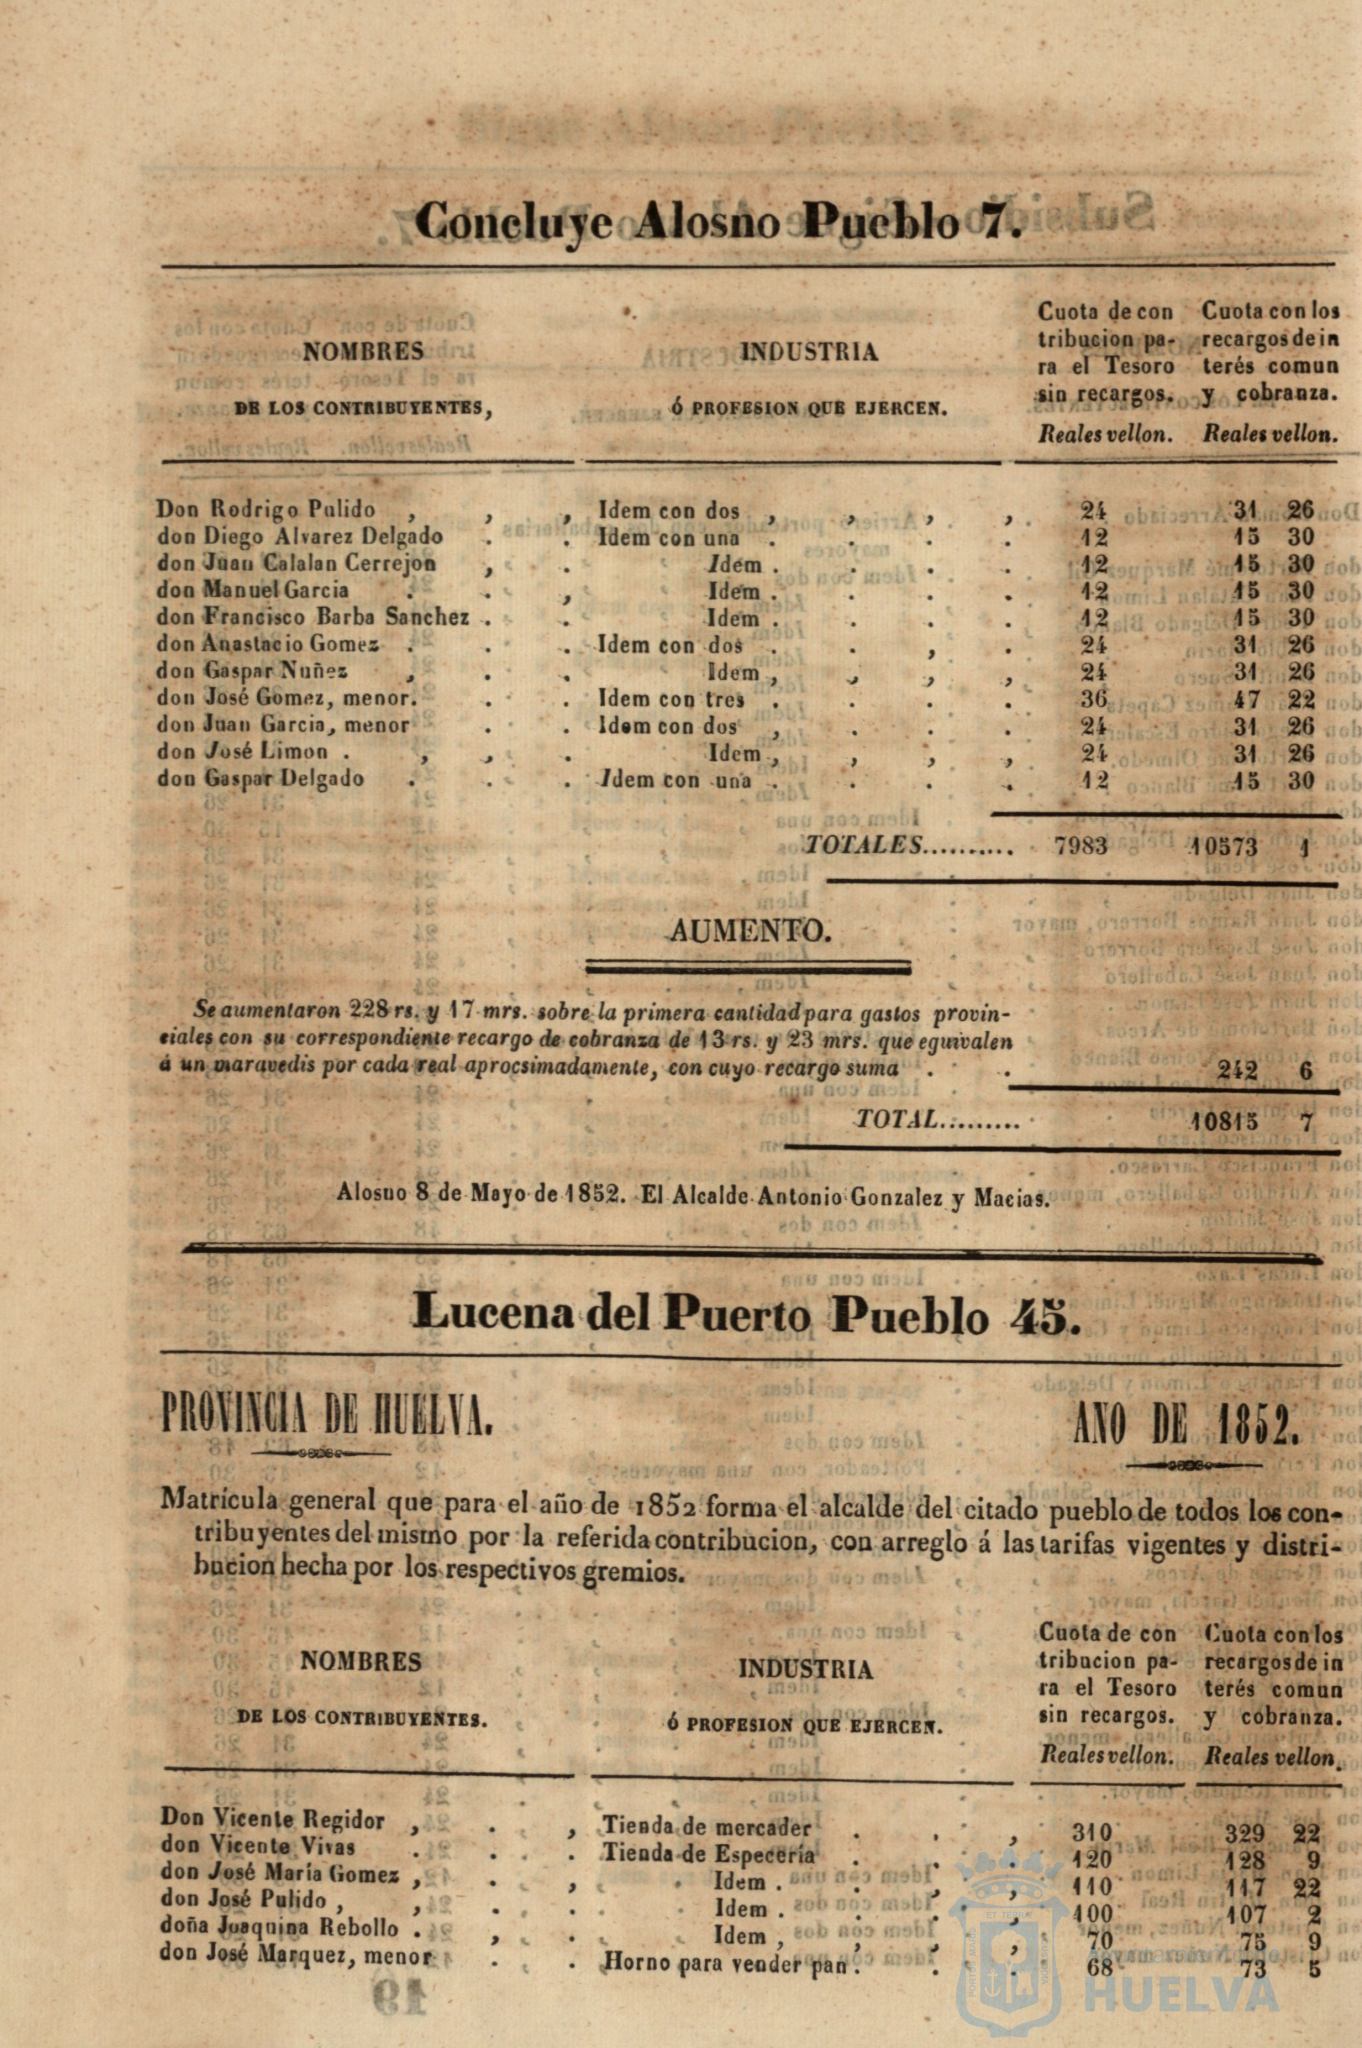 Concluye Alosno Pueblo 7.
NOMBRES
DE LOS CONTRIBUYENTES,
INDUSTRIA
Ó PROFESION QUE EJERCEN.
Cuota de con
tribucion pa-
ra el Tesoro
sin recargos.
Reales vellon.
Cuota con los
recargos de in
terés comun
y cobranza.
Reales vellon.
Don Rodrigo Pulido , , , Idem con dos , , , , 24 31 26
don Diego Alvarez Delgado . . Idem con una . . . . 12 15 30
don Juan Calalan Cerrejon , . Idem . . . . 12 15 30
don Manuel Garcia . . , Idem . . . . 12 15 30
don Francisco Barba Sanchez . . Idem . . . . 12 15 30
don Anastacio Gomez . . . Idem con dos . . , . 24 31 26
don Gaspar Nuñez , . . Idem , , , , 24 31 26
don José Gomez, menor. . . Idem con tres . . . . 36 47 22
don Juan Garcia, menor . . Idem con dos , . . . 24 31 26
don José Limon . , , . Idem , , , , 24 31 26
don Gaspar Delgado . . . Idem con una . . . . 12 15 30
TOTALES.......... 7983 10573 1
AUMENTO.
Se aumentaron 228 rs. y 17 mrs. sobre la primera cantidad para gastos provin-
ciales con su correspondiente recargo de cobranza de 13 rs. y 23 mrs. que equivalen
á un maravedis por cada real aprocsimadamente, con cuyo recargo suma . . 242 6
TOTAL......... 10815 7
Alosno 8 de Mayo de 1852. El Alcalde Antonio Gonzalez y Macias.
Lucena del Puerto Pueblo 45.
PROVINCIA DE HUELVA.
AÑO DE 1852.
Matrícula general que para el año de 1852 forma el alcalde del citado pueblo de todos los con-
tribuyentes del mismo por la referida contribucion, con arreglo á las tarifas vigentes y distri-
bucion hecha por los respectivos gremios.
NOMBRES
DE LOS CONTRIBUYENTES.
INDUSTRIA
Ó PROFESION QUE EJERCEN.
Cuota de con
tribucion pa-
ra el Tesoro
sin recargos.
Reales vellon.
Cuota con los
recargos de in
terés comun
y cobranza.
Reales vellon.
Don Vicente Regidor , . , Tienda de mercader . . , 310 329 22
don Vicente Vivas . . . Tienda de Especería . . . 120 128 9
don José María Gomez , . , Idem . . , , 110 117 22
don José Pulido , , . . Idem . . . , 100 107 2
doña Joaquina Rebollo . , . Idem , , , , 70 75 9
don José Marquez, menor . . Horno para vender pan . . . 68 73 5
HUELVA